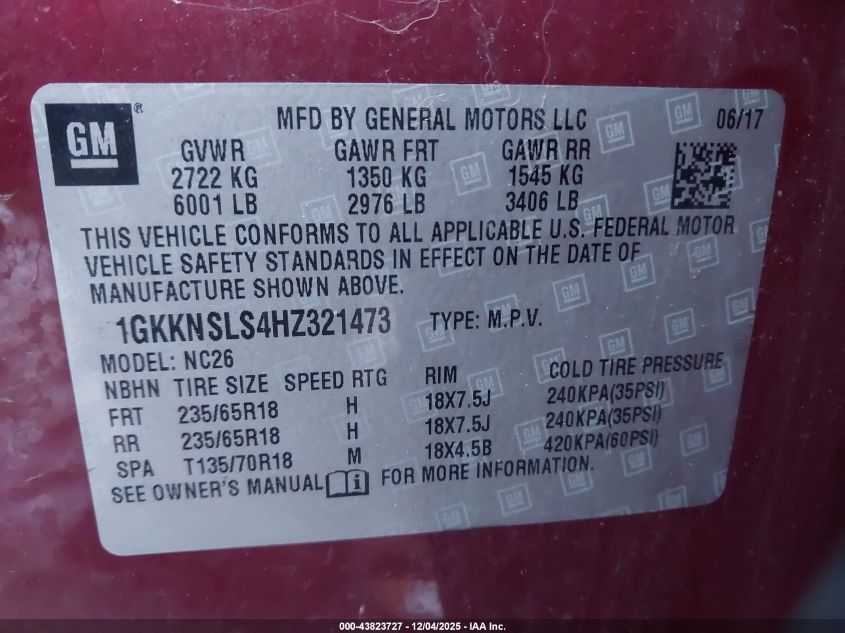 GM®
MFD BY GENERAL MOTORS LLC 06/17
GVWR GAWR FRT GAWR RR
2722 KG 1350 KG 1545 KG
6001 LB 2976 LB 3406 LB
THIS VEHICLE CONFORMS TO ALL APPLICABLE U.S. FEDERAL MOTOR
VEHICLE SAFETY STANDARDS IN EFFECT ON THE DATE OF
MANUFACTURE SHOWN ABOVE.
1GKKNSLS4HZ321473 TYPE: M.P.V.
MODEL: NC26
NBHN TIRE SIZE SPEED RTG RIM COLD TIRE PRESSURE
FRT 235/65R18 H 18X7.5J 240KPA(35PSI)
RR 235/65R18 H 18X7.5J 240KPA(35PSI)
SPA T135/70R18 M 18X4.5B 420KPA(60PSI)
SEE OWNER'S MANUAL FOR MORE INFORMATION.
000-43823727 - 12/04/2025 - IAA Inc.